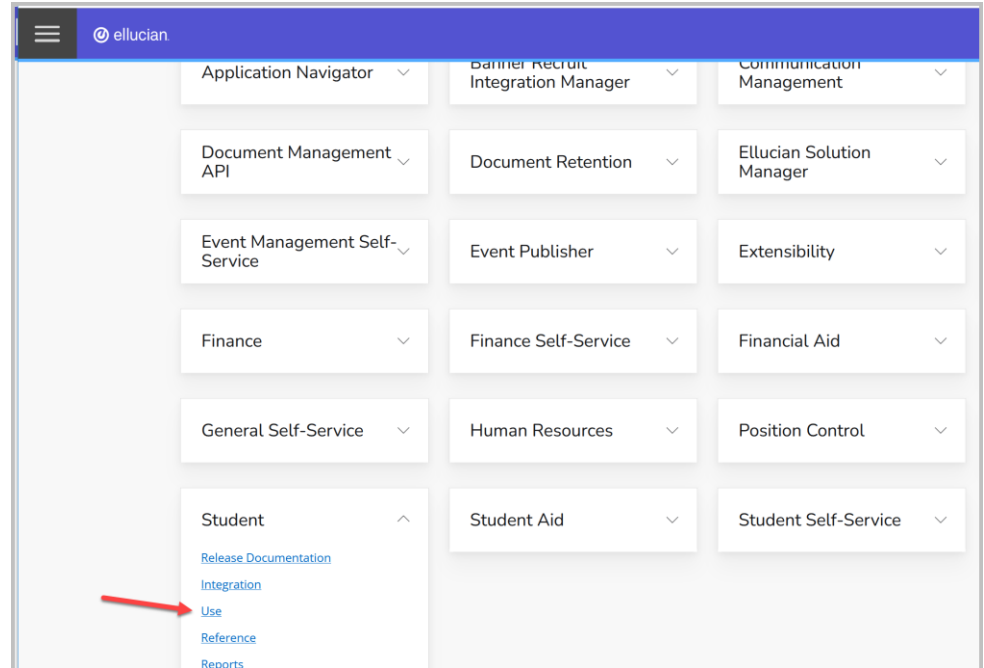 ellucian.
Application Navigator
Banner Recruit
Integration Manager
Communication
Management
Document Management
API
Document Retention
Ellucian Solution
Manager
Event Management Self-
Service
Event Publisher
Extensibility
Finance
Finance Self-Service
Financial Aid
General Self-Service
Human Resources
Position Control
Student
Student Aid
Student Self-Service
Release Documentation
Integration
Use
Reference
Reports